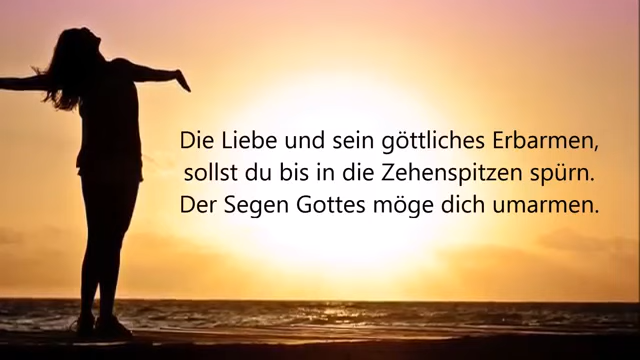 Die Liebe und sein göttliches Erbarmen,
sollst du bis in die Zehenspitzen spürn.
Der Segen Gottes möge dich umarmen.